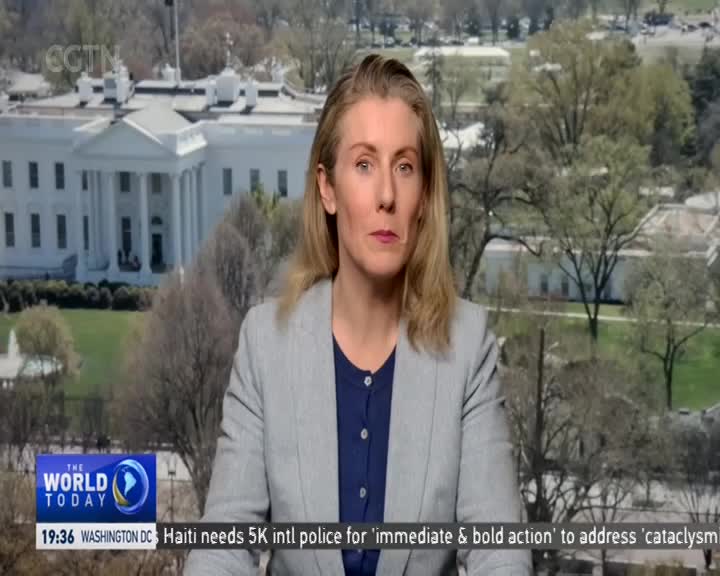 CGTN
THE
WORLD
TODAY
19:36 WASHINGTON DC
Haiti needs 5K intl police for 'immediate & bold action' to address 'cataclysm